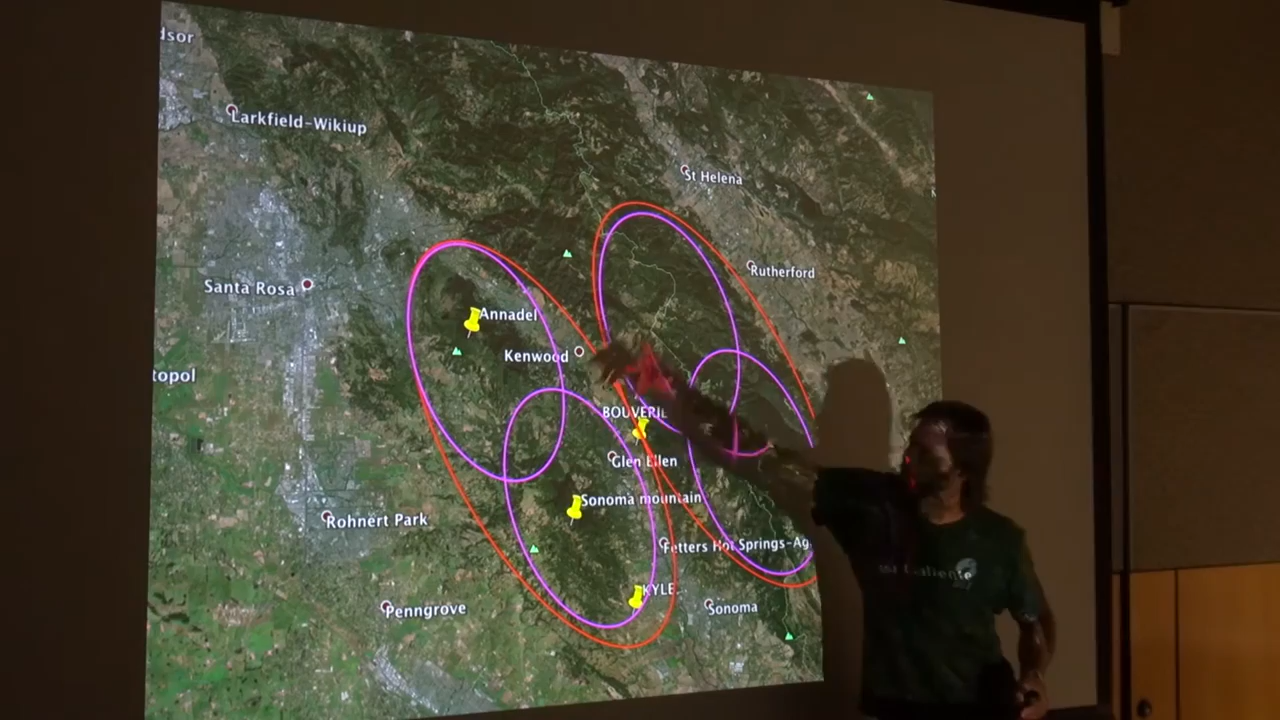 dsor
Larkfield-Wikiup
St Helena
Rutherford
Santa Rosa
Annadel
Kenwood
topol
BOUVERIE
Glen Ellen
Sonoma mountain
Rohnert Park
Fetters Hot Springs-Ag
KYLE
Penngrove
Sonoma